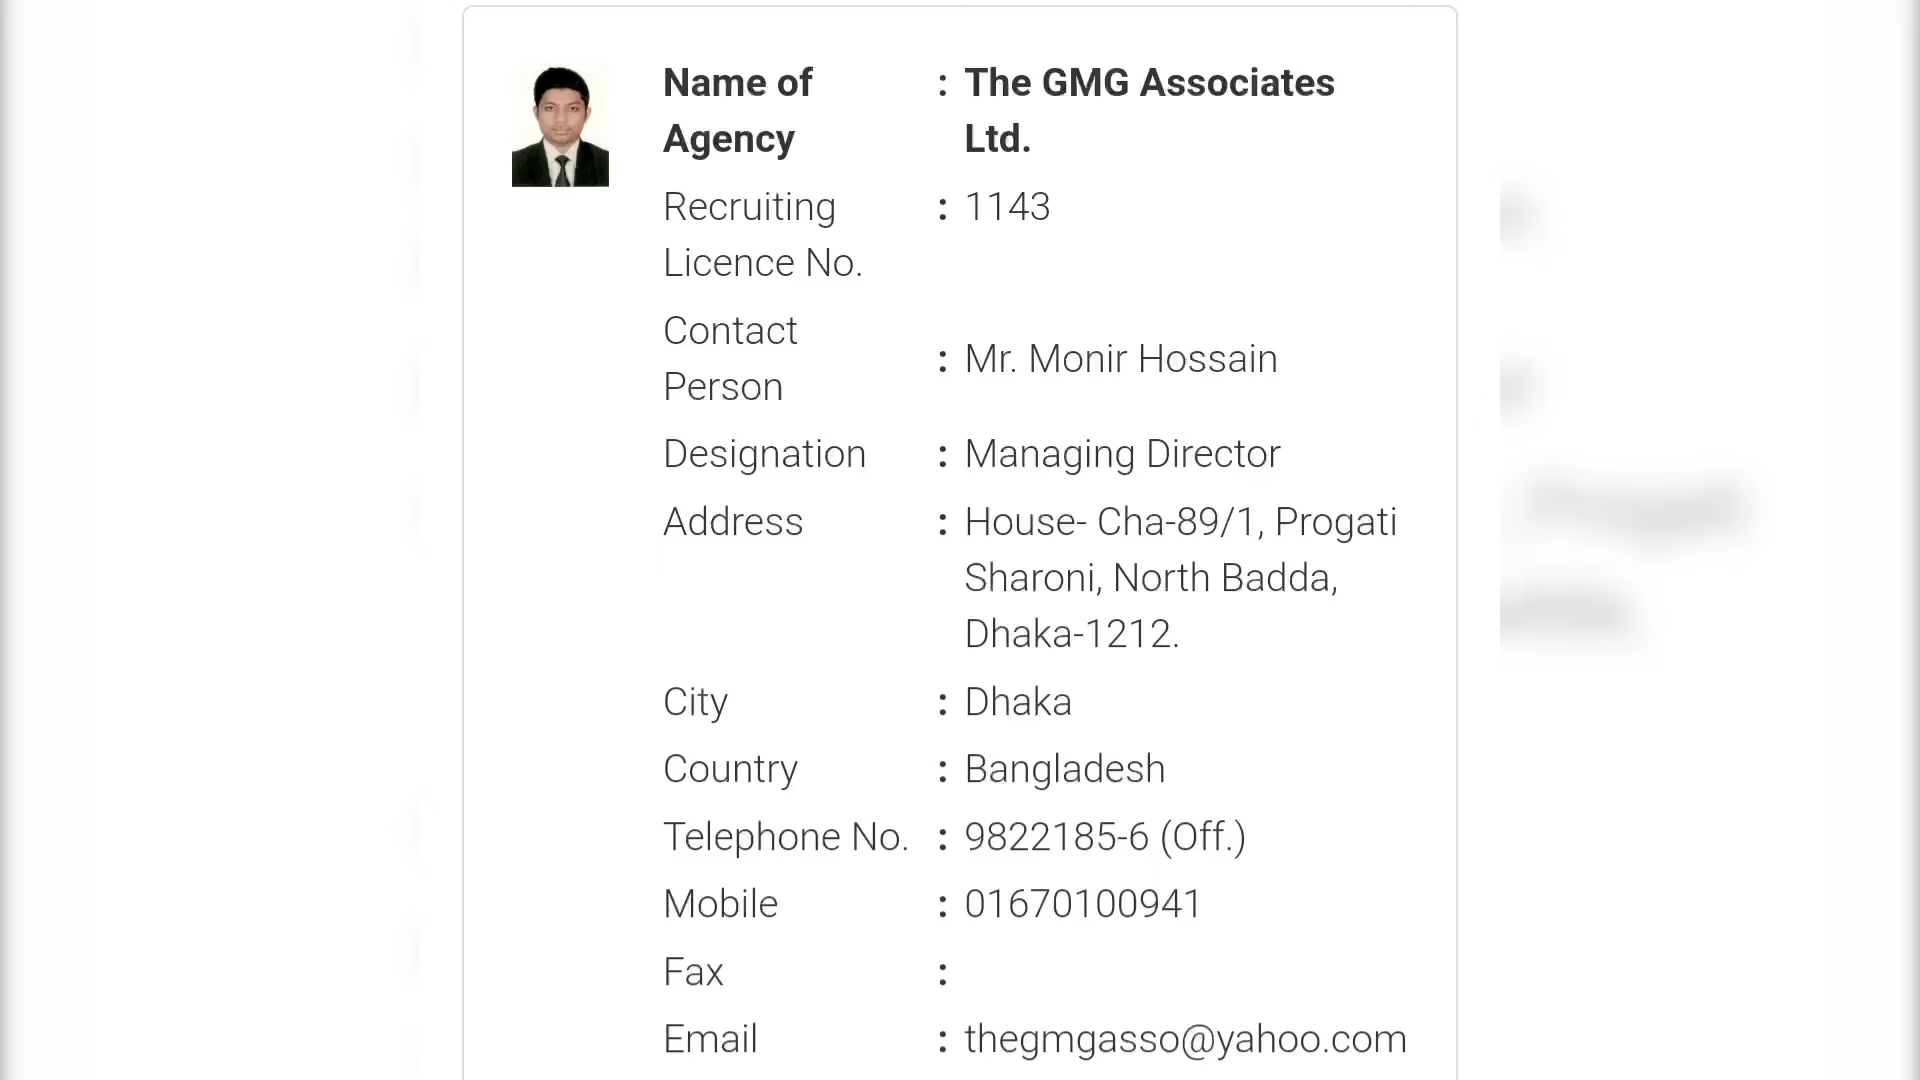 Name of : The GMG Associates
Agency Ltd.
Recruiting : 1143
Licence No.
Contact
Person : Mr. Monir Hossain
Designation : Managing Director
Address : House- Cha-89/1, Progati
Sharoni, North Badda,
Dhaka-1212.
City : Dhaka
Country : Bangladesh
Telephone No. : 9822185-6 (Off.)
Mobile : 01670100941
Fax :
Email : thegmgasso@yahoo.com